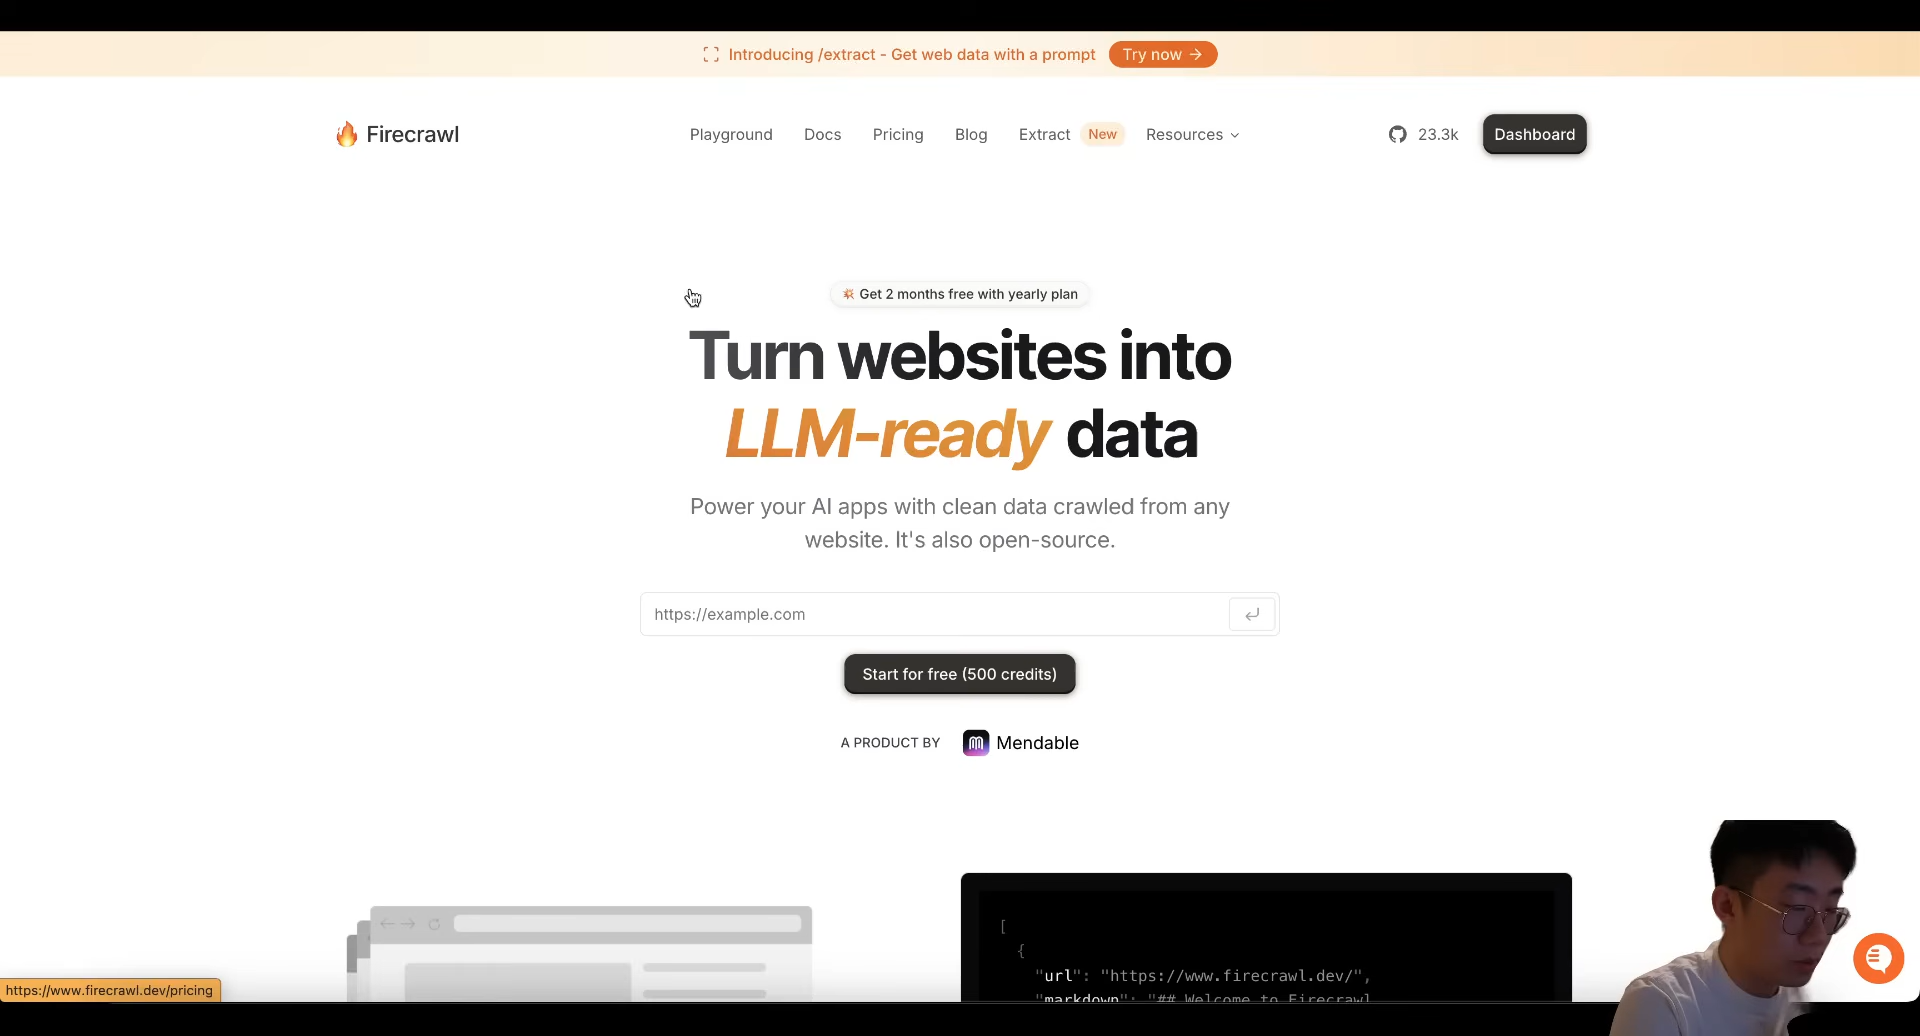 Introducing /extract - Get web data with a prompt
Try now →
Firecrawl
Playground
Docs
Pricing
Blog
Extract
New
Resources
23.3k
Dashboard
Get 2 months free with yearly plan
Turn websites into
LLM-ready data
Power your AI apps with clean data crawled from any
website. It's also open-source.
https://example.com
Start for free (500 credits)
A PRODUCT BY
Mendable
[
{
"url": "https://www.firecrawl.dev/",
"markdown": "## Welcome to Firecrawl
https://www.firecrawl.dev/pricing